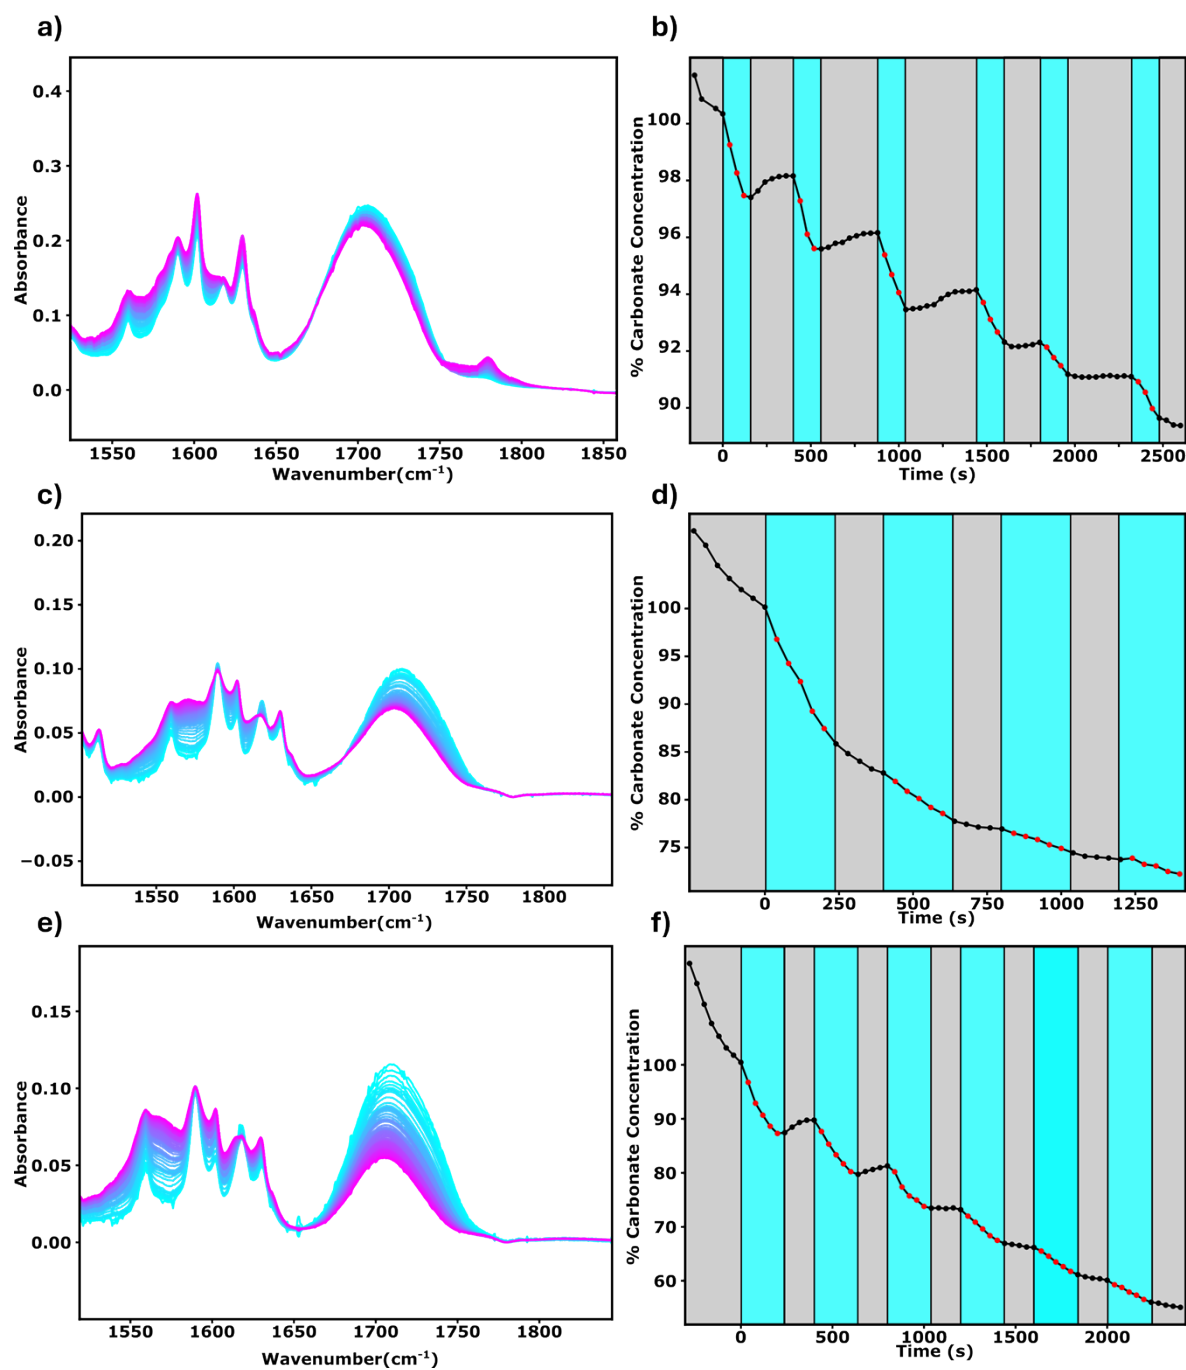 a)
0.4
0.3
0.2
0.1
0.0
Absorbance
1550 1600 1650 1700 1750 1800 1850
Wavenumber(cm⁻¹)
b)
100
98
96
94
92
90
% Carbonate Concentration
0 500 1000 1500 2000 2500
Time (s)
c)
0.20
0.15
0.10
0.05
0.00
−0.05
Absorbance
1550 1600 1650 1700 1750 1800
Wavenumber(cm⁻¹)
d)
100
95
90
85
80
75
% Carbonate Concentration
0 250 500 750 1000 1250
Time (s)
e)
0.15
0.10
0.05
0.00
Absorbance
1550 1600 1650 1700 1750 1800
Wavenumber(cm⁻¹)
f)
100
90
80
70
60
% Carbonate Concentration
0 500 1000 1500 2000
Time (s)